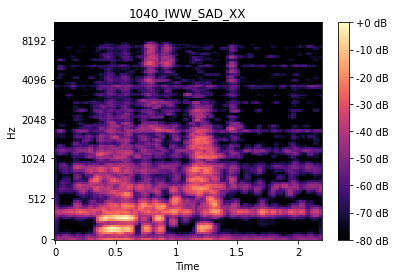 1040_IWW_SAD_XX
Hz
8192
4096
2048
1024
512
0
0
0.5
1
1.5
2
Time
+0 dB
-10 dB
-20 dB
-30 dB
-40 dB
-50 dB
-60 dB
-70 dB
-80 dB